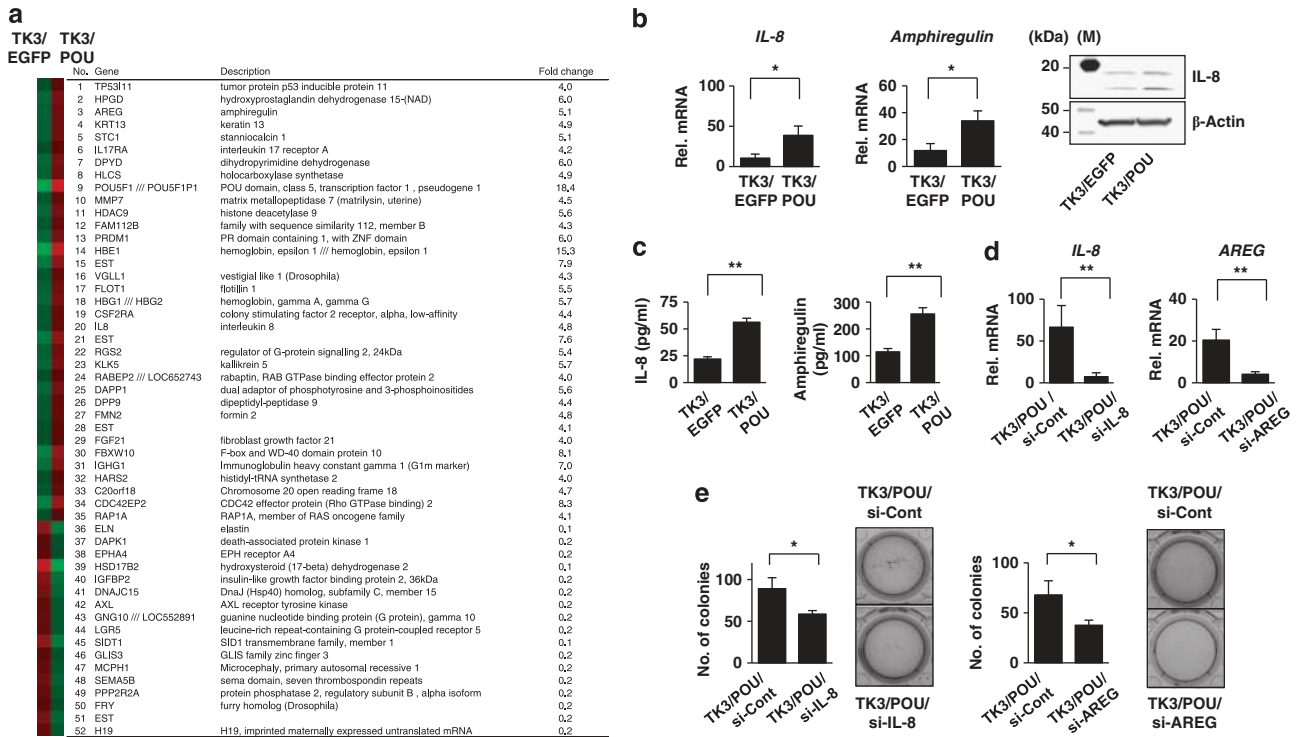 a
TK3/ TK3/
EGFP POU
No. Gene Description Fold change
1 TP53I11 tumor protein p53 inducible protein 11 4.0
2 HPGD hydroxyprostaglandin dehydrogenase 15-(NAD) 6.0
3 AREG amphiregulin 5.1
4 KRT13 keratin 13 4.9
5 STC1 stanniocalcin 1 5.1
6 IL17RA interleukin 17 receptor A 4.2
7 DPYD dihydropyrimidine dehydrogenase 6.0
8 HLCS holocarboxylase synthetase 4.9
9 POU5F1 /// POU5F1P1 POU domain, class 5, transcription factor 1 , pseudogene 1 18.4
10 MMP7 matrix metallopeptidase 7 (matrilysin, uterine) 4.5
11 HDAC9 histone deacetylase 9 5.6
12 FAM112B family with sequence similarity 112, member B 4.3
13 PRDM1 PR domain containing 1, with ZNF domain 6.0
14 HBE1 hemoglobin, epsilon 1 /// hemoglobin, epsilon 1 15.3
15 EST 7.9
16 VGLL1 vestigial like 1 (Drosophila) 4.3
17 FLOT1 flotillin 1 5.5
18 HBG1 /// HBG2 hemoglobin, gamma A, gamma G 5.7
19 CSF2RA colony stimulating factor 2 receptor, alpha, low-affinity 4.4
20 IL8 interleukin 8 4.8
21 EST 7.6
22 RGS2 regulator of G-protein signalling 2, 24kDa 5.4
23 KLK5 kallikrein 5 5.7
24 RABEP2 /// LOC652743 rabaptin, RAB GTPase binding effector protein 2 4.0
25 DAPP1 dual adaptor of phosphotyrosine and 3-phosphoinositides 5.6
26 DPP9 dipeptidyl-peptidase 9 4.4
27 FMN2 formin 2 4.8
28 EST 4.1
29 FGF21 fibroblast growth factor 21 4.0
30 FBXW10 F-box and WD-40 domain protein 10 8.1
31 IGHG1 Immunoglobulin heavy constant gamma 1 (G1m marker) 7.0
32 HARS2 histidyl-tRNA synthetase 2 4.0
33 C20orf18 Chromosome 20 open reading frame 18 4.7
34 CDC42EP2 CDC42 effector protein (Rho GTPase binding) 2 8.3
35 RAP1A RAP1A, member of RAS oncogene family 4.1
36 ELN elastin 0.1
37 DAPK1 death-associated protein kinase 1 0.2
38 EPHA4 EPH receptor A4 0.2
39 HSD17B2 hydroxysteroid (17-beta) dehydrogenase 2 0.1
40 IGFBP2 insulin-like growth factor binding protein 2, 36kDa 0.2
41 DNAJC15 DnaJ (Hsp40) homolog, subfamily C, member 15 0.2
42 AXL AXL receptor tyrosine kinase 0.2
43 GNG10 /// LOC552891 guanine nucleotide binding protein (G protein), gamma 10 0.2
44 LGR5 leucine-rich repeat-containing G protein-coupled receptor 5 0.2
45 SIDT1 SID1 transmembrane family, member 1 0.1
46 GLIS3 GLIS family zinc finger 3 0.2
47 MCPH1 Microcephaly, primary autosomal recessive 1 0.2
48 SEMA5B sema domain, seven thrombospondin repeats 0.2
49 PPP2R2A protein phosphatase 2, regulatory subunit B , alpha isoform 0.2
50 FRY furry homolog (Drosophila) 0.2
51 EST 0.2
52 H19 H19, imprinted maternally expressed untranslated mRNA 0.2
b
IL-8
Rel. mRNA
100
50
0
*
TK3/ TK3/
EGFP POU
Amphiregulin
Rel. mRNA
60
40
20
0
*
TK3/ TK3/
EGFP POU
(kDa) (M)
20
IL-8
50
40
β-Actin
TK3/EGFP
TK3/POU
c
IL-8 (pg/ml)
75
50
25
0
**
TK3/
EGFP
TK3/
POU
Amphiregulin
(pg/ml)
300
200
100
0
**
TK3/
EGFP
TK3/
POU
d
IL-8
Rel. mRNA
100
50
0
**
TK3/POU /
si-Cont
TK3/POU/
si-IL-8
AREG
Rel. mRNA
40
20
0
**
TK3/POU/
si-Cont
TK3/POU/
si-AREG
e
No. of colonies
100
50
0
*
TK3/POU/
si-Cont
TK3/POU/
si-IL-8
TK3/POU/
si-Cont
TK3/POU/
si-IL-8
No. of colonies
100
50
0
*
TK3/POU/
si-Cont
TK3/POU/
si-AREG
TK3/POU/
si-Cont
TK3/POU/
si-AREG